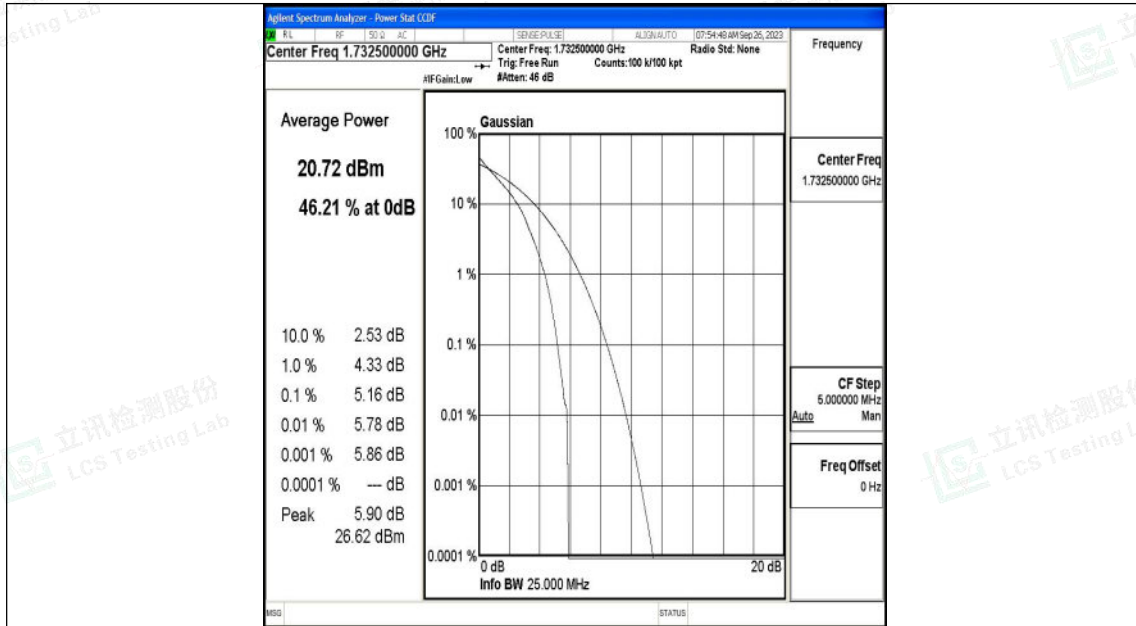 Agilent Spectrum Analyzer - Power Stat CCDF
RL RF 50 Ω AC SENSE:PULSE ALIGNAUTO 07:54:48 AM Sep 26, 2023
Center Freq 1.732500000 GHz
Center Freq: 1.732500000 GHz Radio Std: None
Trig: Free Run Counts:100 k/100 kpt
#IFGain:Low #Atten: 46 dB
Frequency
Average Power
20.72 dBm
46.21 % at 0dB
10.0 % 2.53 dB
1.0 % 4.33 dB
0.1 % 5.16 dB
0.01 % 5.78 dB
0.001 % 5.86 dB
0.0001 % --- dB
Peak 5.90 dB
26.62 dBm
Gaussian
100 %
10 %
1 %
0.1 %
0.01 %
0.001 %
0.0001 %
0 dB 20 dB
Info BW 25.000 MHz
Center Freq
1.732500000 GHz
CF Step
5.000000 MHz
Auto Man
Freq Offset
0 Hz
MSG STATUS
立讯检测股份
LCS Testing Lab
立讯检测股份
LCS Testing L